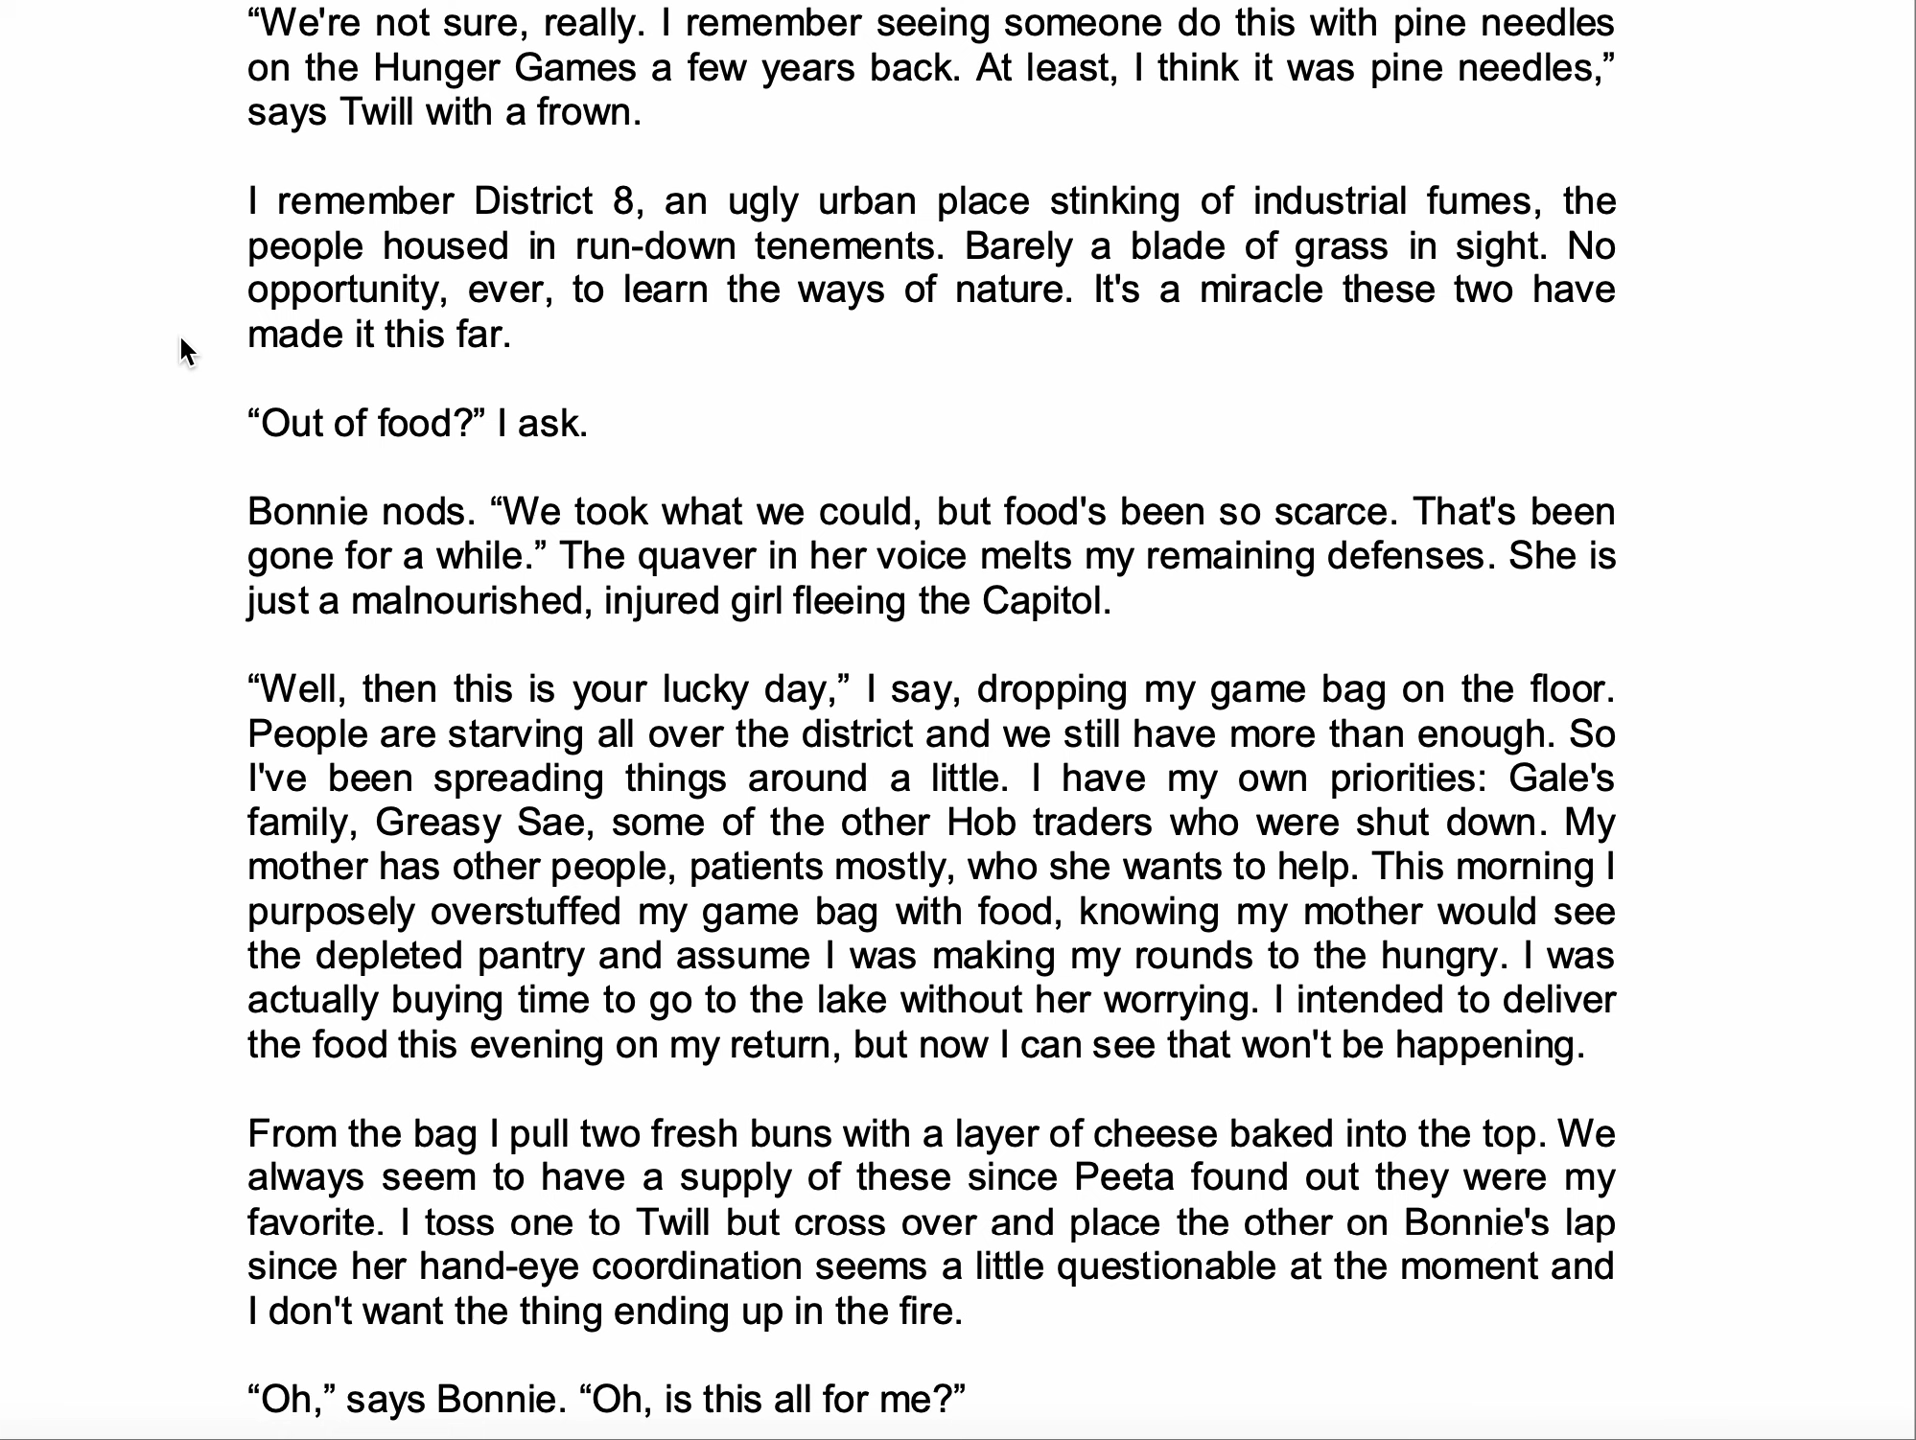 “We're not sure, really. I remember seeing someone do this with pine needles
on the Hunger Games a few years back. At least, I think it was pine needles,”
says Twill with a frown.
I remember District 8, an ugly urban place stinking of industrial fumes, the
people housed in run-down tenements. Barely a blade of grass in sight. No
opportunity, ever, to learn the ways of nature. It's a miracle these two have
made it this far.
“Out of food?” I ask.
Bonnie nods. “We took what we could, but food's been so scarce. That's been
gone for a while.” The quaver in her voice melts my remaining defenses. She is
just a malnourished, injured girl fleeing the Capitol.
“Well, then this is your lucky day,” I say, dropping my game bag on the floor.
People are starving all over the district and we still have more than enough. So
I've been spreading things around a little. I have my own priorities: Gale's
family, Greasy Sae, some of the other Hob traders who were shut down. My
mother has other people, patients mostly, who she wants to help. This morning I
purposely overstuffed my game bag with food, knowing my mother would see
the depleted pantry and assume I was making my rounds to the hungry. I was
actually buying time to go to the lake without her worrying. I intended to deliver
the food this evening on my return, but now I can see that won't be happening.
From the bag I pull two fresh buns with a layer of cheese baked into the top. We
always seem to have a supply of these since Peeta found out they were my
favorite. I toss one to Twill but cross over and place the other on Bonnie's lap
since her hand-eye coordination seems a little questionable at the moment and
I don't want the thing ending up in the fire.
“Oh,” says Bonnie. “Oh, is this all for me?”